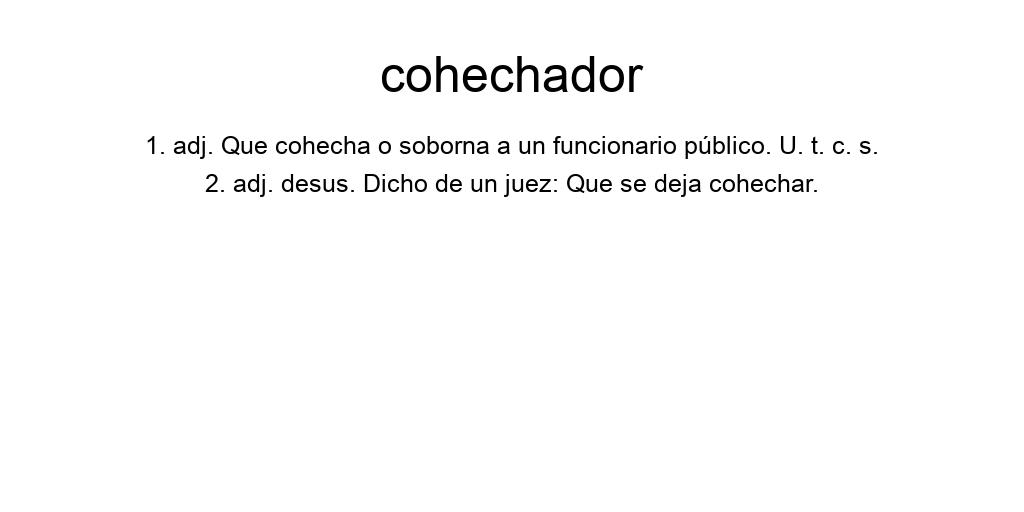 cohechador
1. adj. Que cohecha o soborna a un funcionario público. U. t. c. s.
2. adj. desus. Dicho de un juez: Que se deja cohechar.